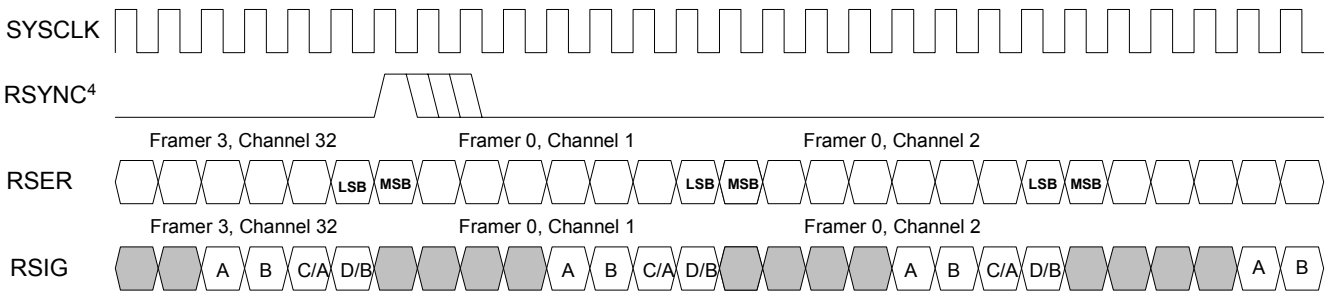 SYSCLK
RSYNC⁴
Framer 3, Channel 32 Framer 0, Channel 1 Framer 0, Channel 2
RSER LSB MSB LSB MSB LSB MSB
Framer 3, Channel 32 Framer 0, Channel 1 Framer 0, Channel 2
RSIG A B C/A D/B A B C/A D/B A B C/A D/B A B